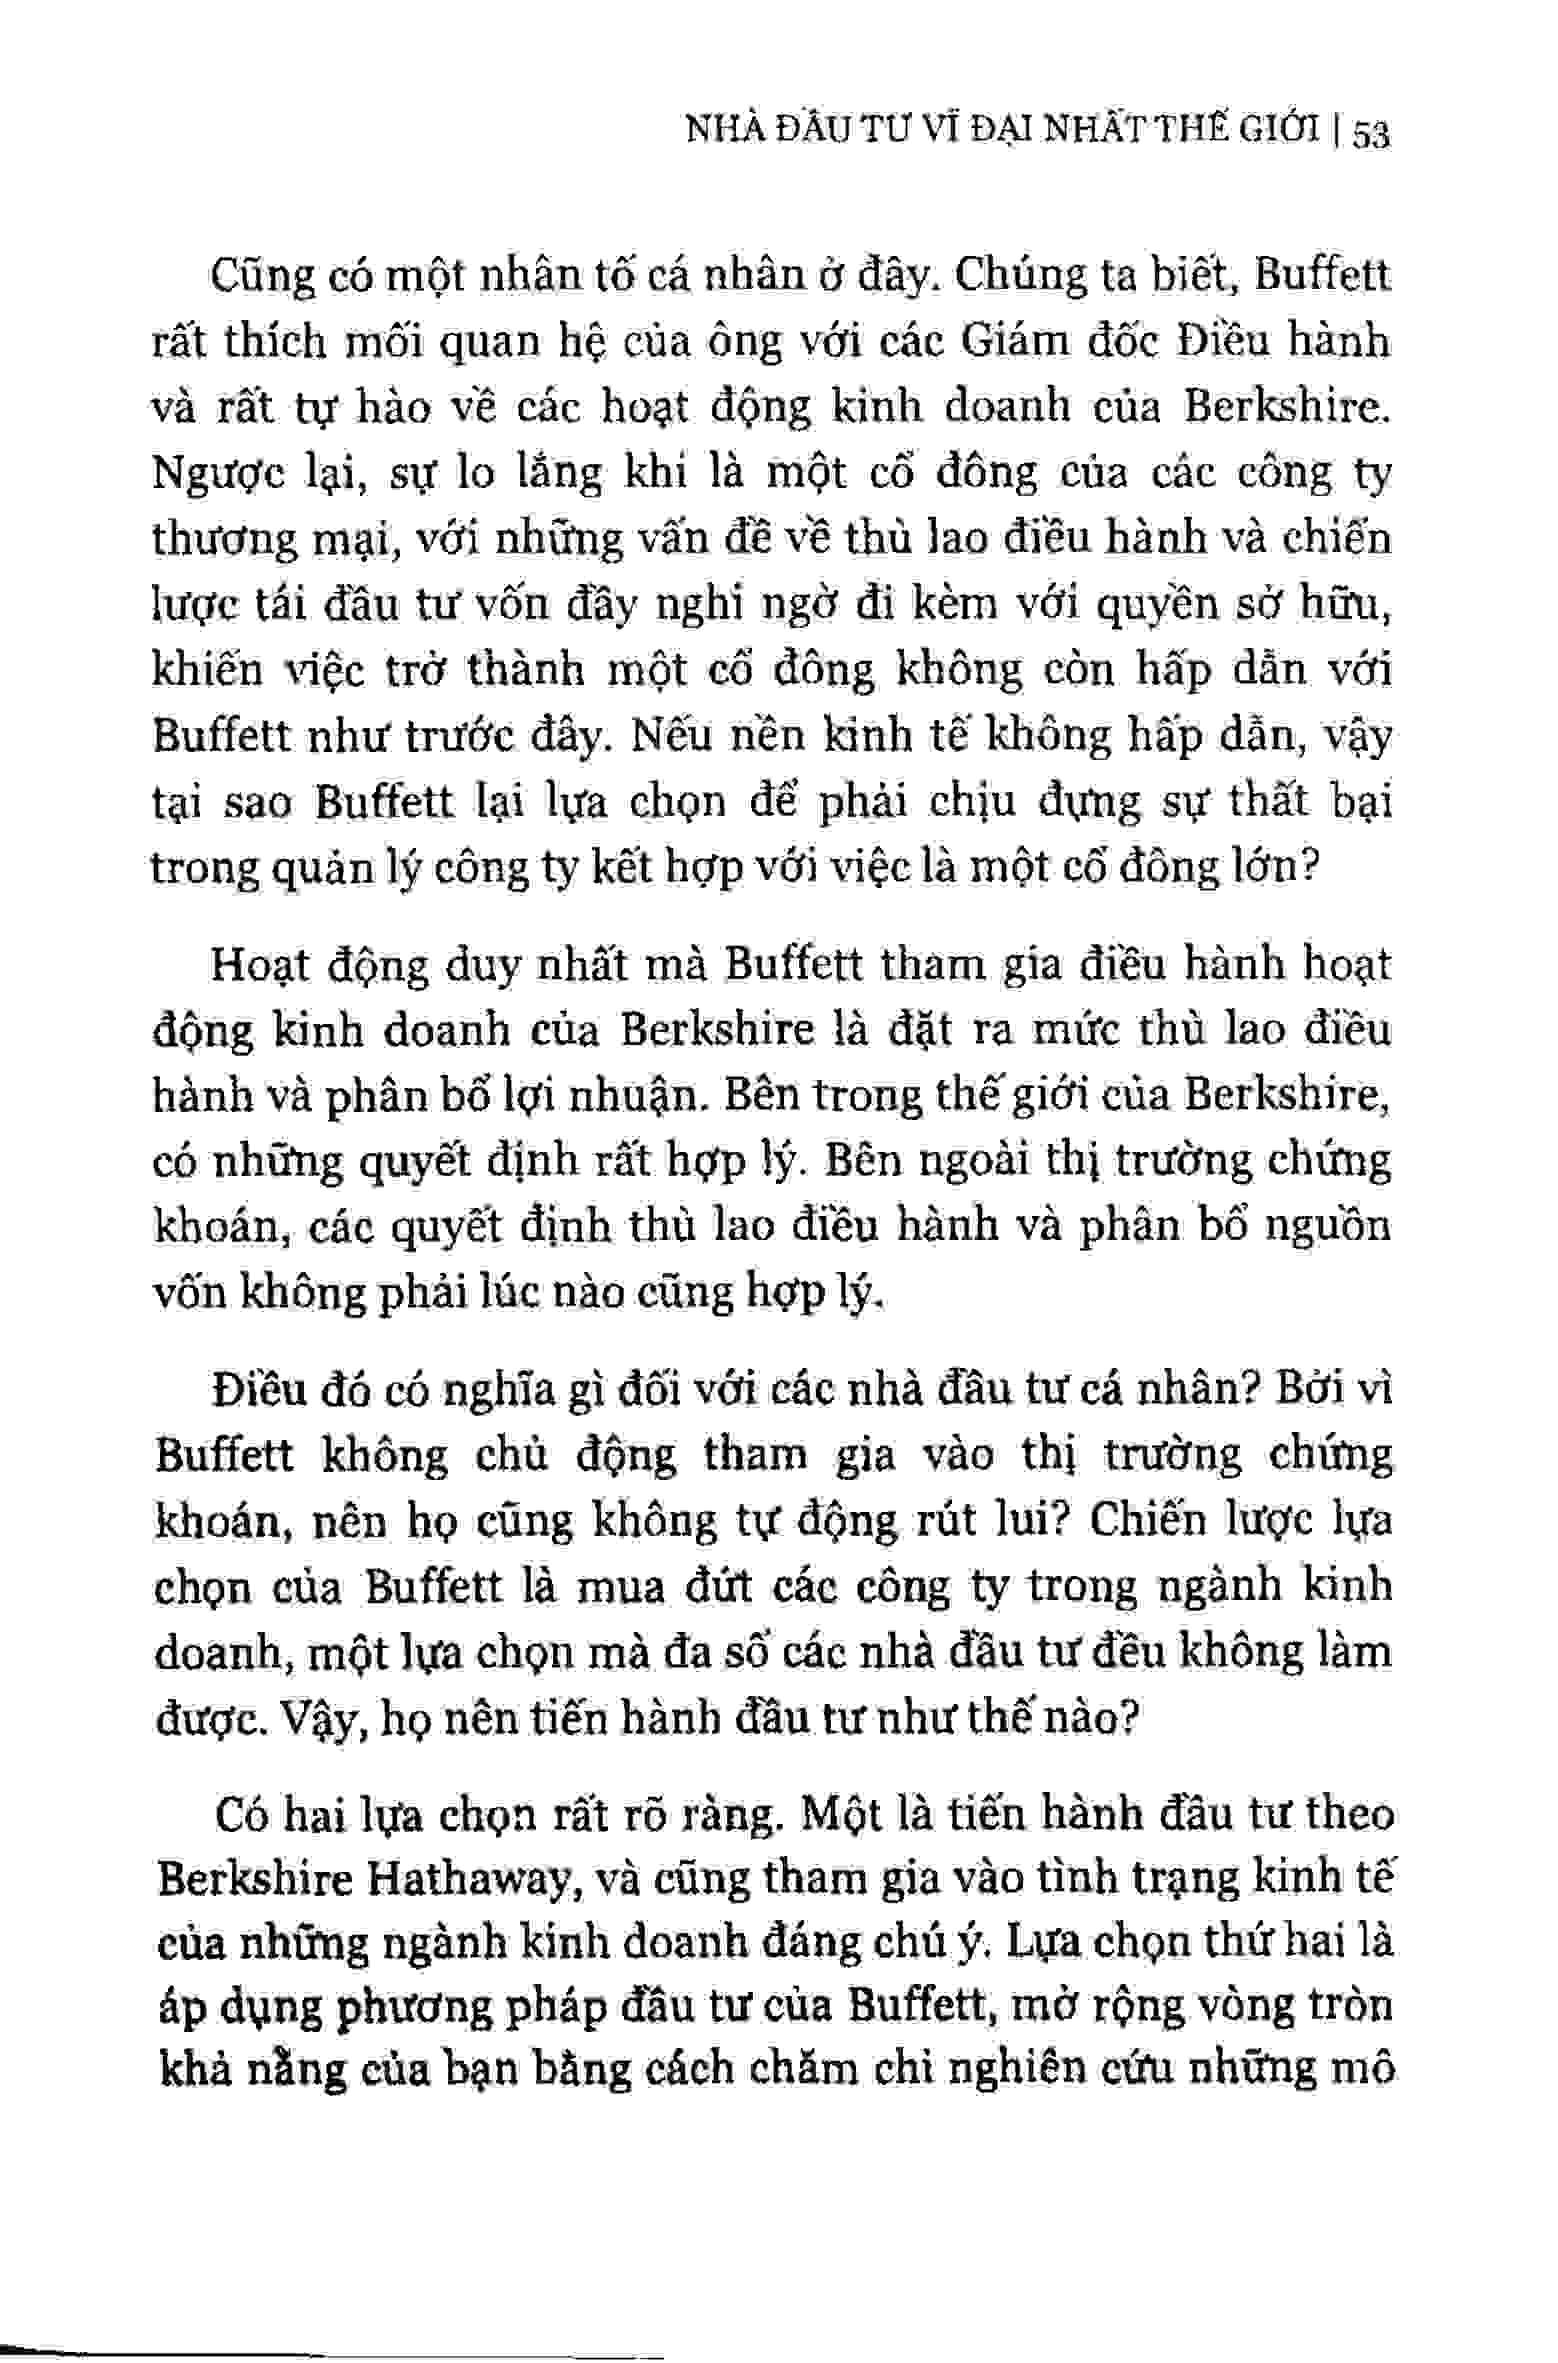 NHÀ ĐẦU TƯ VĨ ĐẠI NHẤT THẾ GIỚI | 53
Cũng có một nhân tố cá nhân ở đây. Chúng ta biết, Buffett
rất thích mối quan hệ của ông với các Giám đốc Điều hành
và rất tự hào về các hoạt động kinh doanh của Berkshire.
Ngược lại, sự lo lắng khi là một cổ đông của các công ty
thương mại, với những vấn đề về thù lao điều hành và chiến
lược tái đầu tư vốn đầy nghi ngờ đi kèm với quyền sở hữu,
khiến việc trở thành một cổ đông không còn hấp dẫn với
Buffett như trước đây. Nếu nền kinh tế không hấp dẫn, vậy
tại sao Buffett lại lựa chọn để phải chịu đựng sự thất bại
trong quản lý công ty kết hợp với việc là một cổ đông lớn?
Hoạt động duy nhất mà Buffett tham gia điều hành hoạt
động kinh doanh của Berkshire là đặt ra mức thù lao điều
hành và phân bổ lợi nhuận. Bên trong thế giới của Berkshire,
có những quyết định rất hợp lý. Bên ngoài thị trường chứng
khoán, các quyết định thù lao điều hành và phân bổ nguồn
vốn không phải lúc nào cũng hợp lý.
Điều đó có nghĩa gì đối với các nhà đầu tư cá nhân? Bởi vì
Buffett không chủ động tham gia vào thị trường chứng
khoán, nên họ cũng không tự động rút lui? Chiến lược lựa
chọn của Buffett là mua đứt các công ty trong ngành kinh
doanh, một lựa chọn mà đa số các nhà đầu tư đều không làm
được. Vậy, họ nên tiến hành đầu tư như thế nào?
Có hai lựa chọn rất rõ ràng. Một là tiến hành đầu tư theo
Berkshire Hathaway, và cũng tham gia vào tình trạng kinh tế
của những ngành kinh doanh đáng chú ý. Lựa chọn thứ hai là
áp dụng phương pháp đầu tư của Buffett, mở rộng vòng tròn
khả năng của bạn bằng cách chăm chỉ nghiên cứu những mô